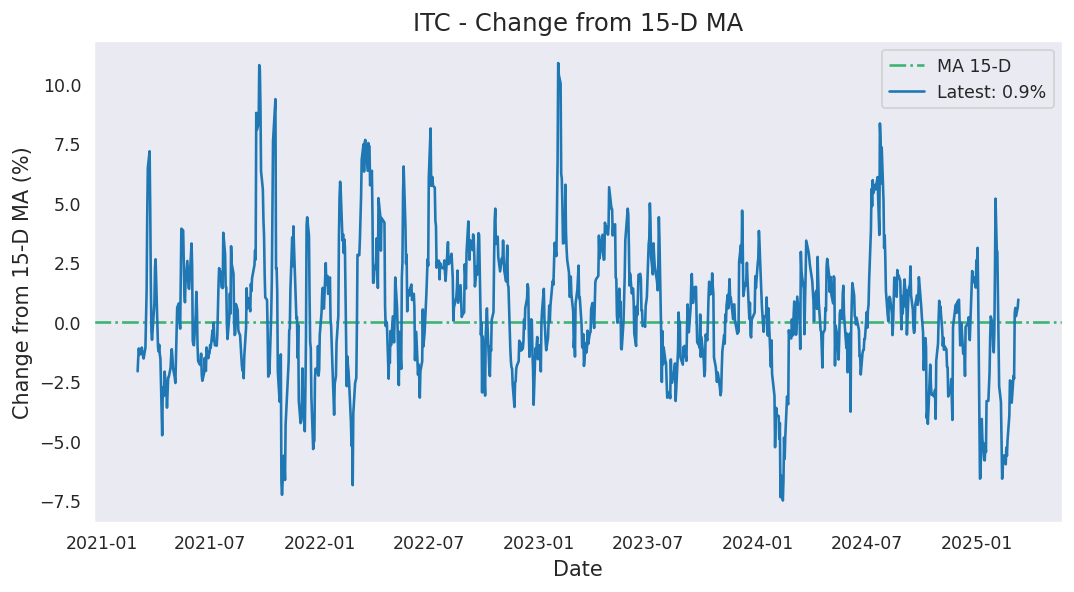 ITC - Change from 15-D MA
MA 15-D
Latest: 0.9%
Change from 15-D MA (%)
10.0
7.5
5.0
2.5
0.0
−2.5
−5.0
−7.5
2021-01 2021-07 2022-01 2022-07 2023-01 2023-07 2024-01 2024-07 2025-01
Date